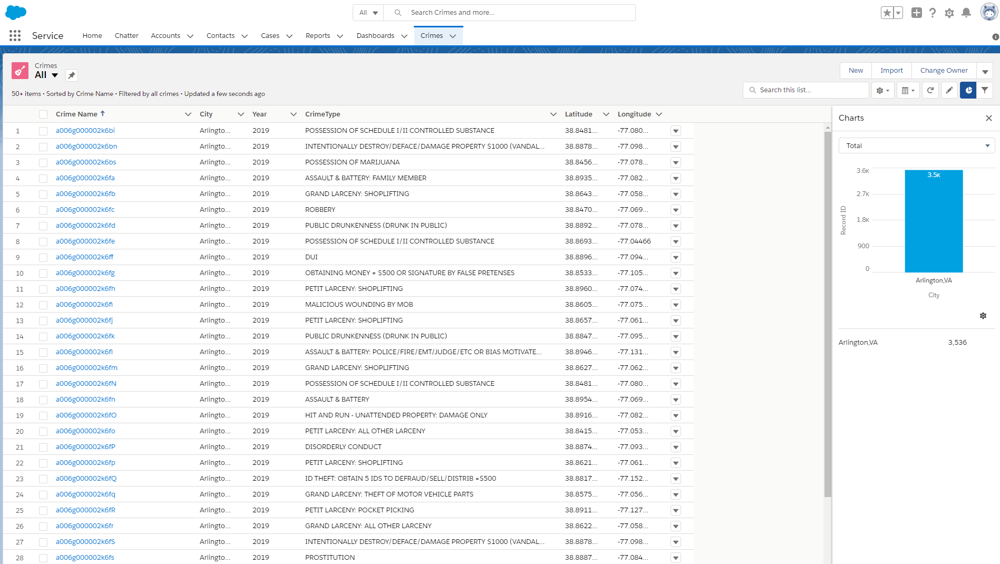 All Search Crimes and more...
Service Home Chatter Accounts Contacts Cases Reports Dashboards Crimes
Crimes
All
New Import Change Owner
50+ items • Sorted by Crime Name • Filtered by all crimes • Updated a few seconds ago
Search this list...
Crime Name City Year CrimeType Latitude Longitude
1 a006g000002k6bi Arlingto... 2019 POSSESSION OF SCHEDULE I/II CONTROLLED SUBSTANCE 38.8481... -77.080...
2 a006g000002k6bn Arlingto... 2019 INTENTIONALLY DESTROY/DEFACE/DAMAGE PROPERTY $1000 (VANDAL... 38.8878... -77.098...
3 a006g000002k6bs Arlingto... 2019 POSSESSION OF MARIJUANA 38.8456... -77.078...
4 a006g000002k6fa Arlingto... 2019 ASSAULT & BATTERY: FAMILY MEMBER 38.8935... -77.082...
5 a006g000002k6fb Arlingto... 2019 GRAND LARCENY: SHOPLIFTING 38.8643... -77.058...
6 a006g000002k6fc Arlingto... 2019 ROBBERY 38.8470... -77.069...
7 a006g000002k6fd Arlingto... 2019 PUBLIC DRUNKENNESS (DRUNK IN PUBLIC) 38.8892... -77.078...
8 a006g000002k6fe Arlingto... 2019 POSSESSION OF SCHEDULE I/II CONTROLLED SUBSTANCE 38.8693... -77.04466
9 a006g000002k6ff Arlingto... 2019 DUI 38.8896... -77.094...
10 a006g000002k6fg Arlingto... 2019 OBTAINING MONEY = $500 OR SIGNATURE BY FALSE PRETENSES 38.8533... -77.105...
11 a006g000002k6fh Arlingto... 2019 PETIT LARCENY: SHOPLIFTING 38.8960... -77.074...
12 a006g000002k6fi Arlingto... 2019 MALICIOUS WOUNDING BY MOB 38.8605... -77.075...
13 a006g000002k6fj Arlingto... 2019 PETIT LARCENY: SHOPLIFTING 38.8657... -77.061...
14 a006g000002k6fk Arlingto... 2019 PUBLIC DRUNKENNESS (DRUNK IN PUBLIC) 38.8847... -77.095...
15 a006g000002k6fl Arlingto... 2019 ASSAULT & BATTERY: POLICE/FIRE/EMT/JUDGE/ETC OR BIAS MOTIVATE... 38.8946... -77.131...
16 a006g000002k6fm Arlingto... 2019 GRAND LARCENY: SHOPLIFTING 38.8627... -77.062...
17 a006g000002k6fN Arlingto... 2019 POSSESSION OF SCHEDULE I/II CONTROLLED SUBSTANCE 38.8481... -77.080...
18 a006g000002k6fn Arlingto... 2019 ASSAULT & BATTERY 38.8954... -77.069...
19 a006g000002k6fO Arlingto... 2019 HIT AND RUN - UNATTENDED PROPERTY: DAMAGE ONLY 38.8916... -77.082...
20 a006g000002k6fo Arlingto... 2019 PETIT LARCENY: ALL OTHER LARCENY 38.8415... -77.053...
21 a006g000002k6fP Arlingto... 2019 DISORDERLY CONDUCT 38.8874... -77.093...
22 a006g000002k6fp Arlingto... 2019 PETIT LARCENY: SHOPLIFTING 38.8621... -77.061...
23 a006g000002k6fQ Arlingto... 2019 ID THEFT: OBTAIN 5 IDS TO DEFRAUD/SELL/DISTRIB =$500 38.8817... -77.152...
24 a006g000002k6fq Arlingto... 2019 GRAND LARCENY: THEFT OF MOTOR VEHICLE PARTS 38.8575... -77.056...
25 a006g000002k6fR Arlingto... 2019 PETIT LARCENY: POCKET PICKING 38.8911... -77.127...
26 a006g000002k6fr Arlingto... 2019 GRAND LARCENY: ALL OTHER LARCENY 38.8622... -77.058...
27 a006g000002k6fS Arlingto... 2019 INTENTIONALLY DESTROY/DEFACE/DAMAGE PROPERTY $1000 (VANDAL... 38.8878... -77.098...
28 a006g000002k6fs Arlingto... 2019 PROSTITUTION 38.8887... -77.084...
Charts
Total
3.6K
3.5K
2.7K
1.8K
900
0
Record ID
Arlington,VA
City
Arlington,VA 3,536